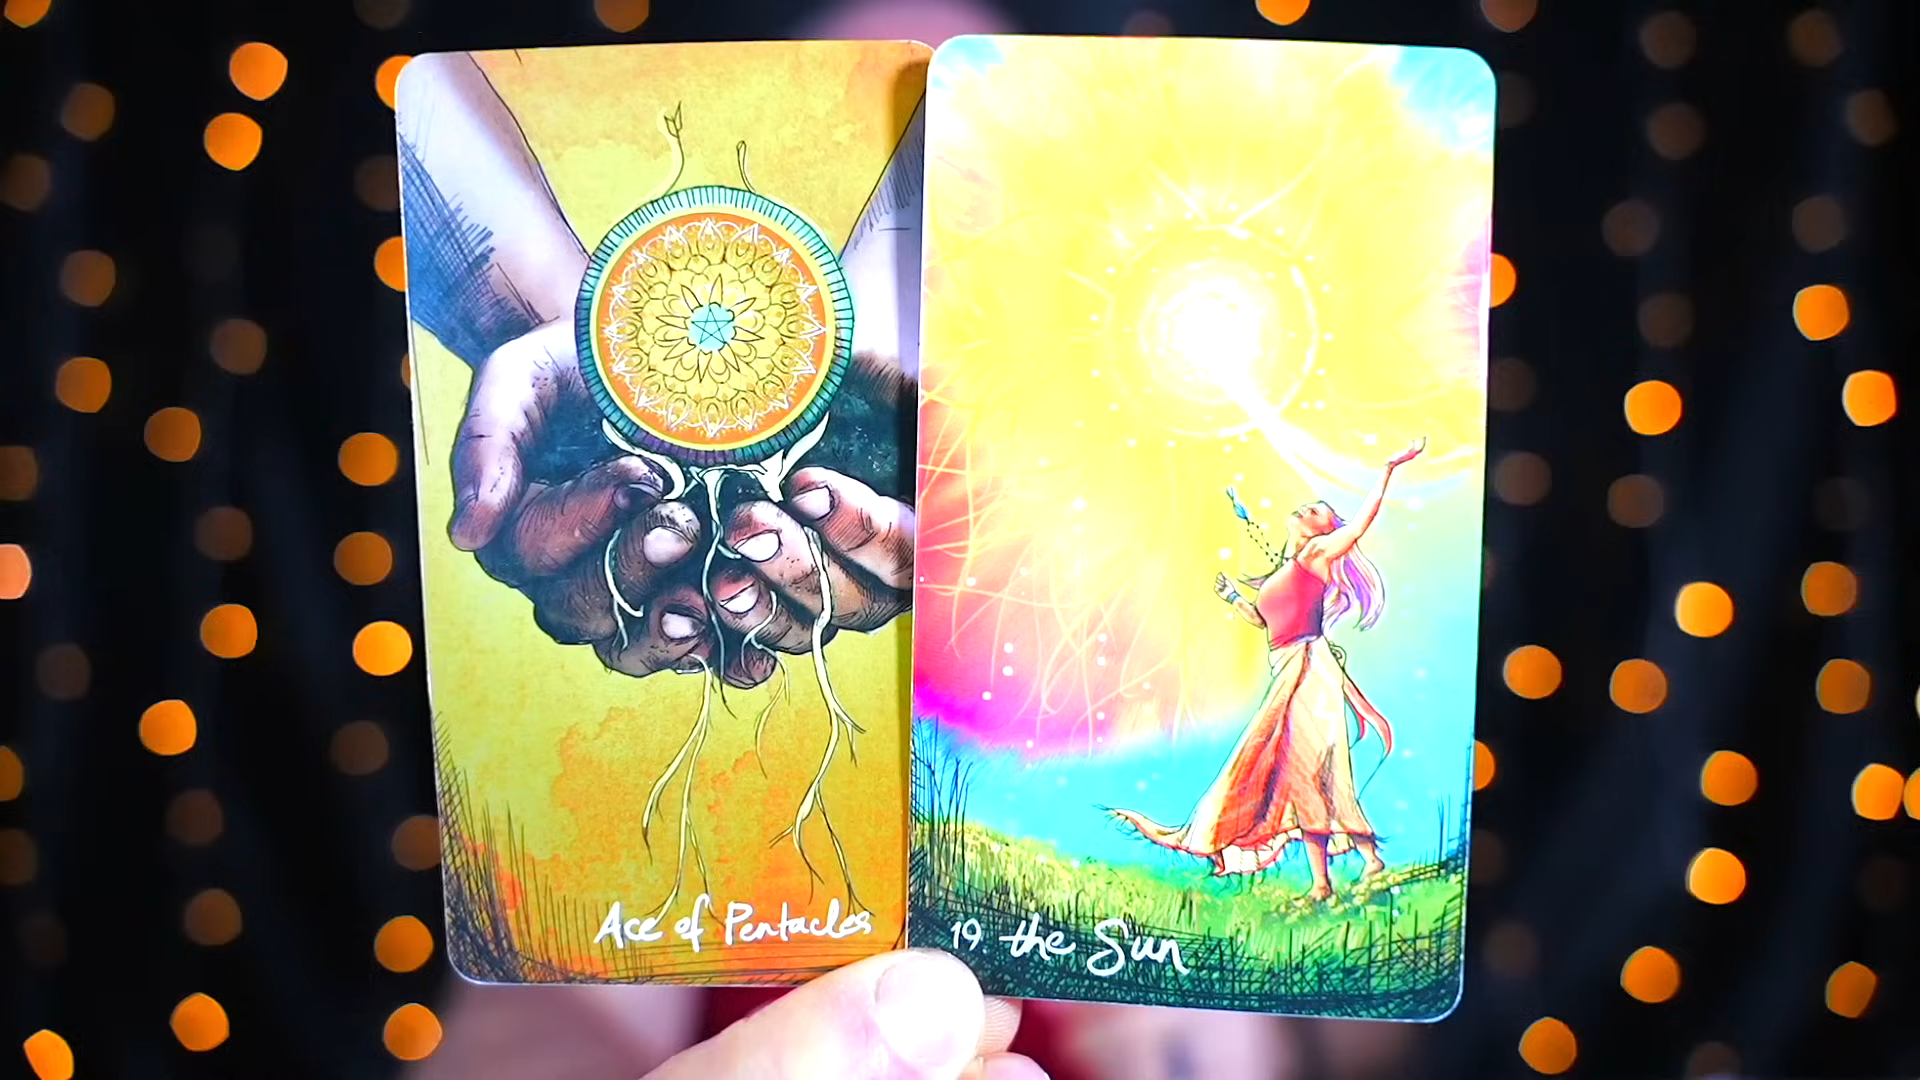 Ace of Pentacles
19. the Sun